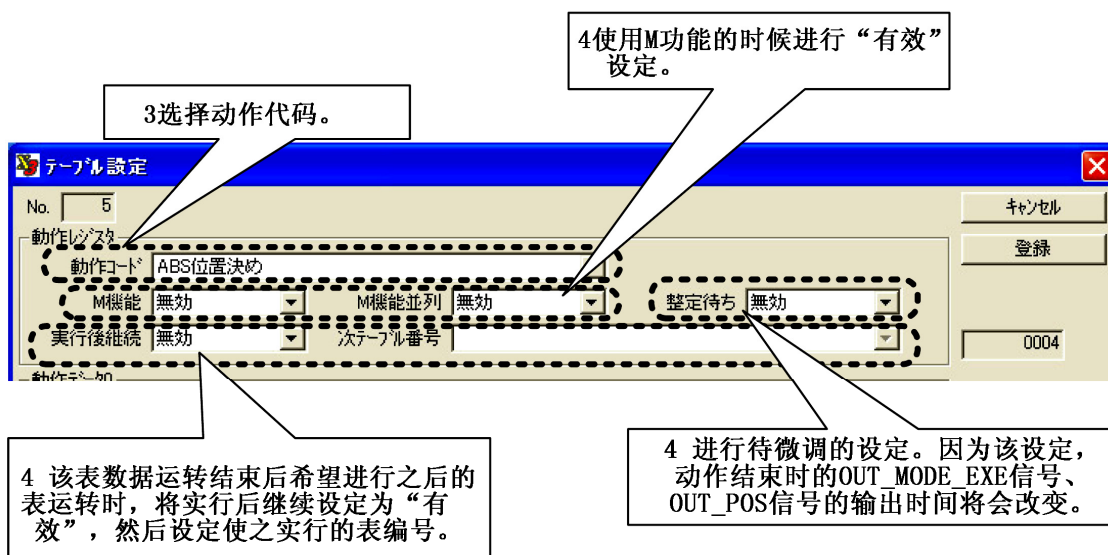 4使用M功能的时候进行“有效”
设定。
3选择动作代码。
テーブル設定
No. 5
キャンセル
動作レジスタ
登録
動作コード ABS位置決め
M機能 無効 M機能並列 無効 整定待ち 無効
実行後継続 無効 次テーブル番号
0004
動作データ0
4 该表数据运转结束后希望进行之后的
表运转时，将实行后继续设定为“有
效”，然后设定使之实行的表编号。
4 进行待微调的设定。因为该设定，
动作结束时的OUT_MODE_EXE信号、
OUT_POS信号的输出时间将会改变。